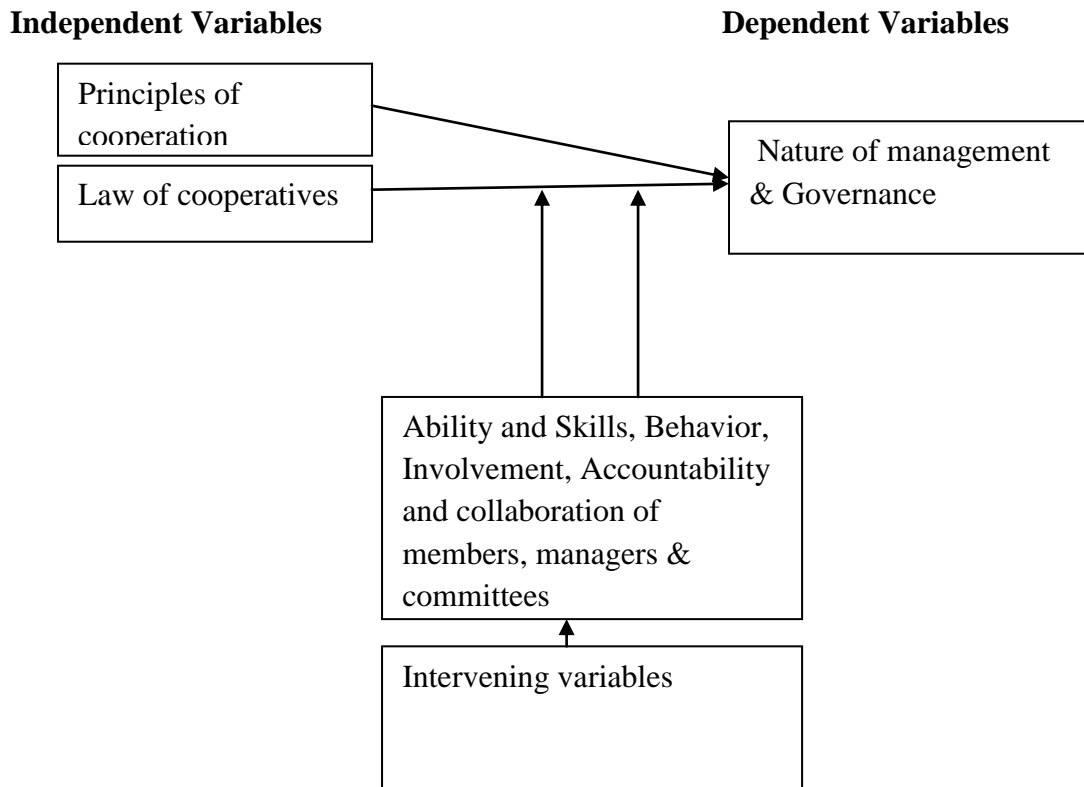 Independent Variables
Dependent Variables
Principles of
cooperation
Law of cooperatives
Nature of management
& Governance
Ability and Skills, Behavior,
Involvement, Accountability
and collaboration of
members, managers &
committees
Intervening variables